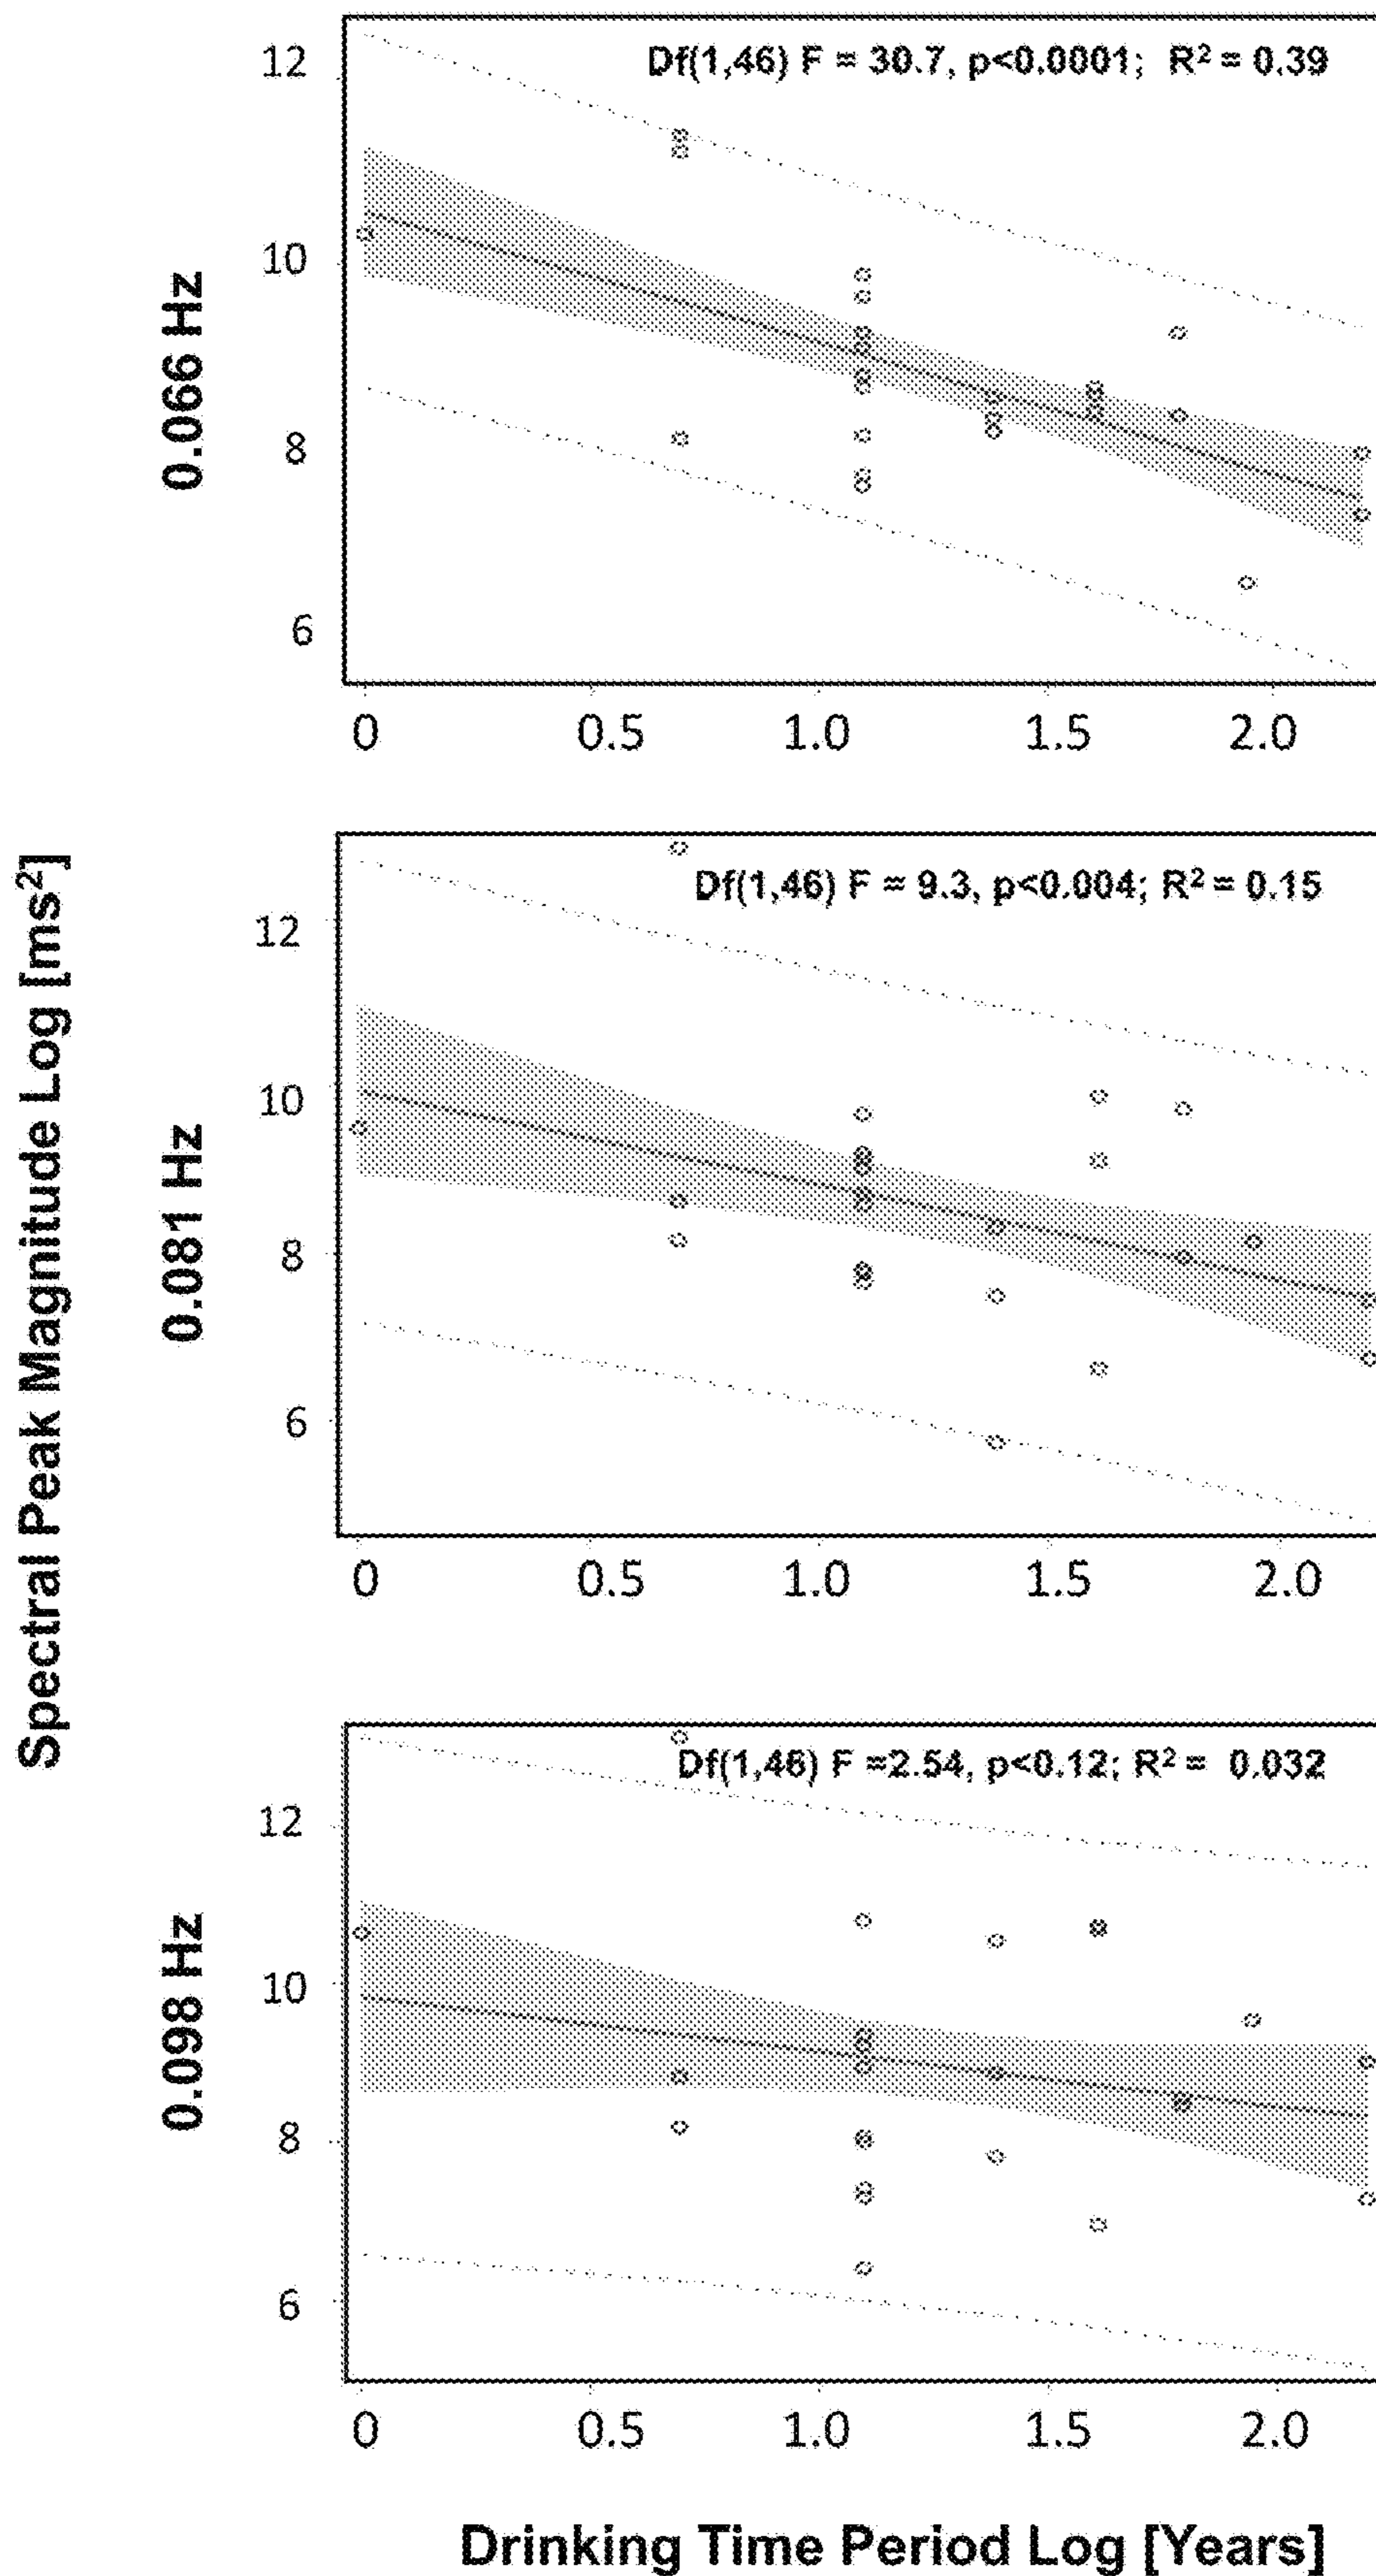 Spectral Peak Magnitude Log [ms²]
0.066 Hz
Df(1,46) F = 30.7, p<0.0001; R² = 0.39
12
10
8
6
0 0.5 1.0 1.5 2.0
0.081 Hz
Df(1,46) F = 9.3, p<0.004; R² = 0.15
12
10
8
6
0 0.5 1.0 1.5 2.0
0.098 Hz
Df(1,46) F =2.54, p<0.12; R² = 0.032
12
10
8
6
0 0.5 1.0 1.5 2.0
Drinking Time Period Log [Years]